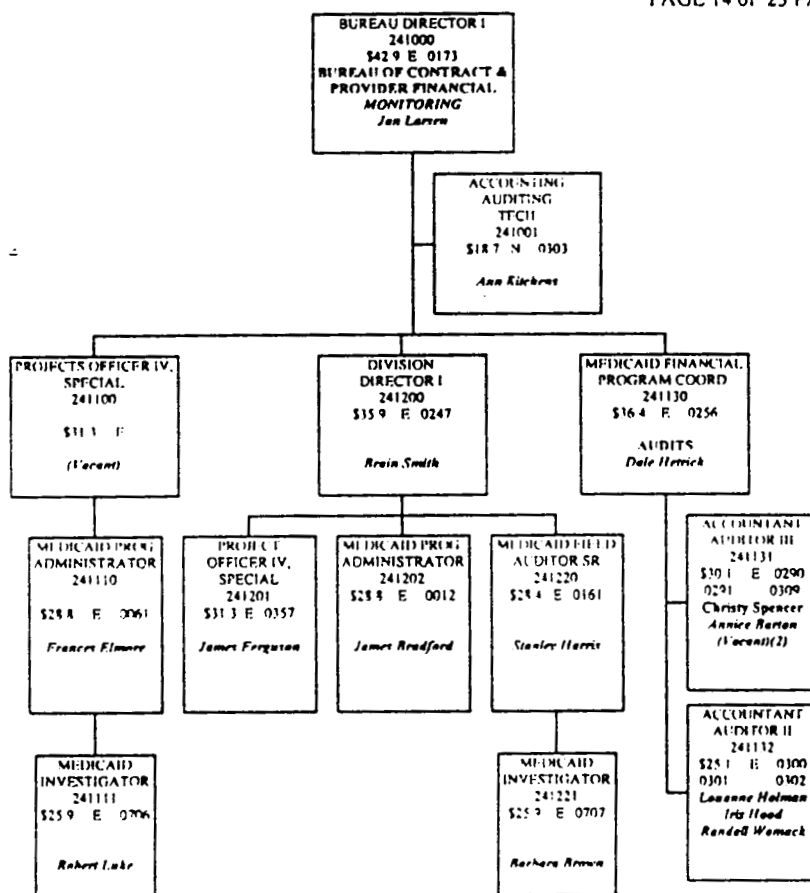 PAGE 14 OF 25 PA
BUREAU DIRECTOR I
241000
$42.9 E 0173
BUREAU OF CONTRACT &
PROVIDER FINANCIAL
MONITORING
Jan Larsen
ACCOUNTING
AUDITING
TECH
241001
$18.7 N 0303
Ann Kitchens
PROJECTS OFFICER IV,
SPECIAL
241100
$31.3 E
(Vacant)
DIVISION
DIRECTOR I
241200
$35.9 E 0247
Brain Smith
MEDICAID FINANCIAL
PROGRAM COORD
241130
$36.4 E 0256
AUDITS
Dale Hetrick
MEDICAID PROG
ADMINISTRATOR
241110
$28.8 E 0061
Frances Elmore
PROJECT
OFFICER IV,
SPECIAL
241201
$31.3 E 0357
James Ferguson
MEDICAID PROG
ADMINISTRATOR
241202
$28.8 E 0012
James Bradford
MEDICAID FIELD
AUDITOR SR
241220
$28.4 E 0161
Stanley Harris
ACCOUNTANT
AUDITOR III
241131
$30.1 E 0290
0291 0309
Christy Spencer
Annice Barton
(Vacant)(2)
MEDICAID
INVESTIGATOR
241111
$25.9 E 0706
Robert Luke
MEDICAID
INVESTIGATOR
241221
$25.9 E 0707
Barbara Brown
ACCOUNTANT
AUDITOR II
241132
$25.1 E 0300
0301 0302
Louanne Holman
Iris Hood
Randell Womack